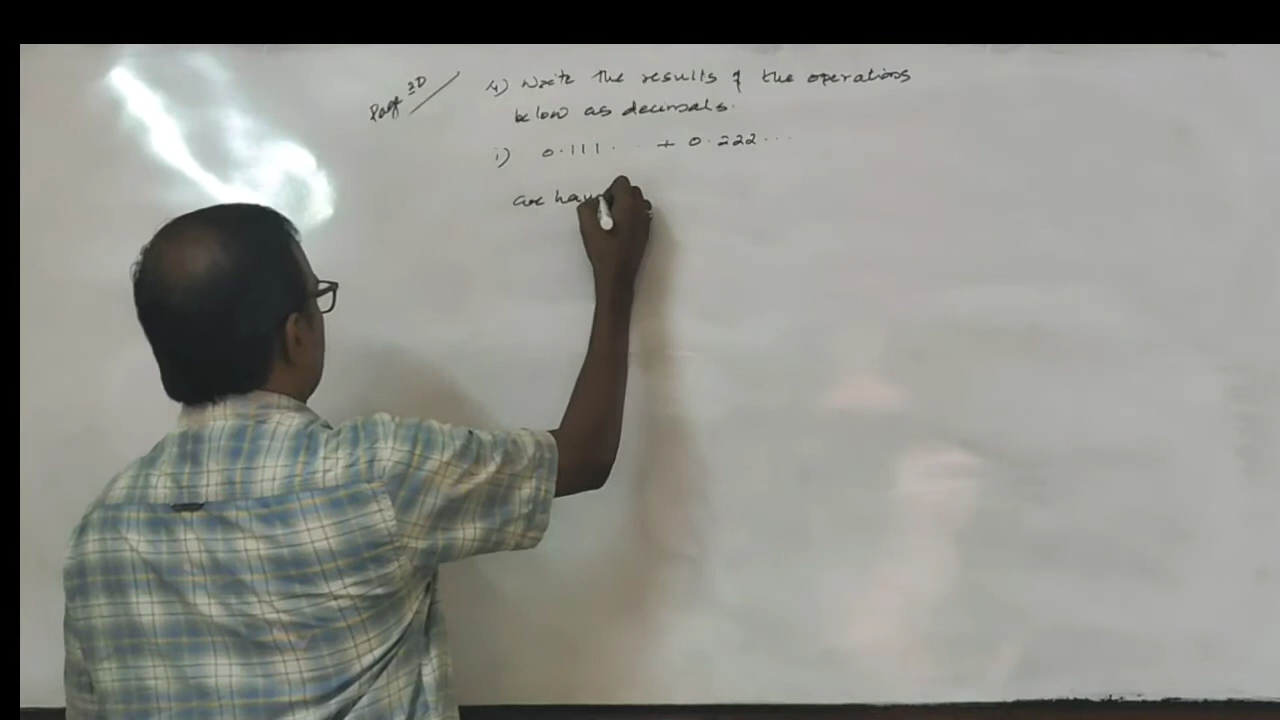 Page 30
4) Write the results of the operations
below as decimals.
i) 0.111... + 0.222...
we have